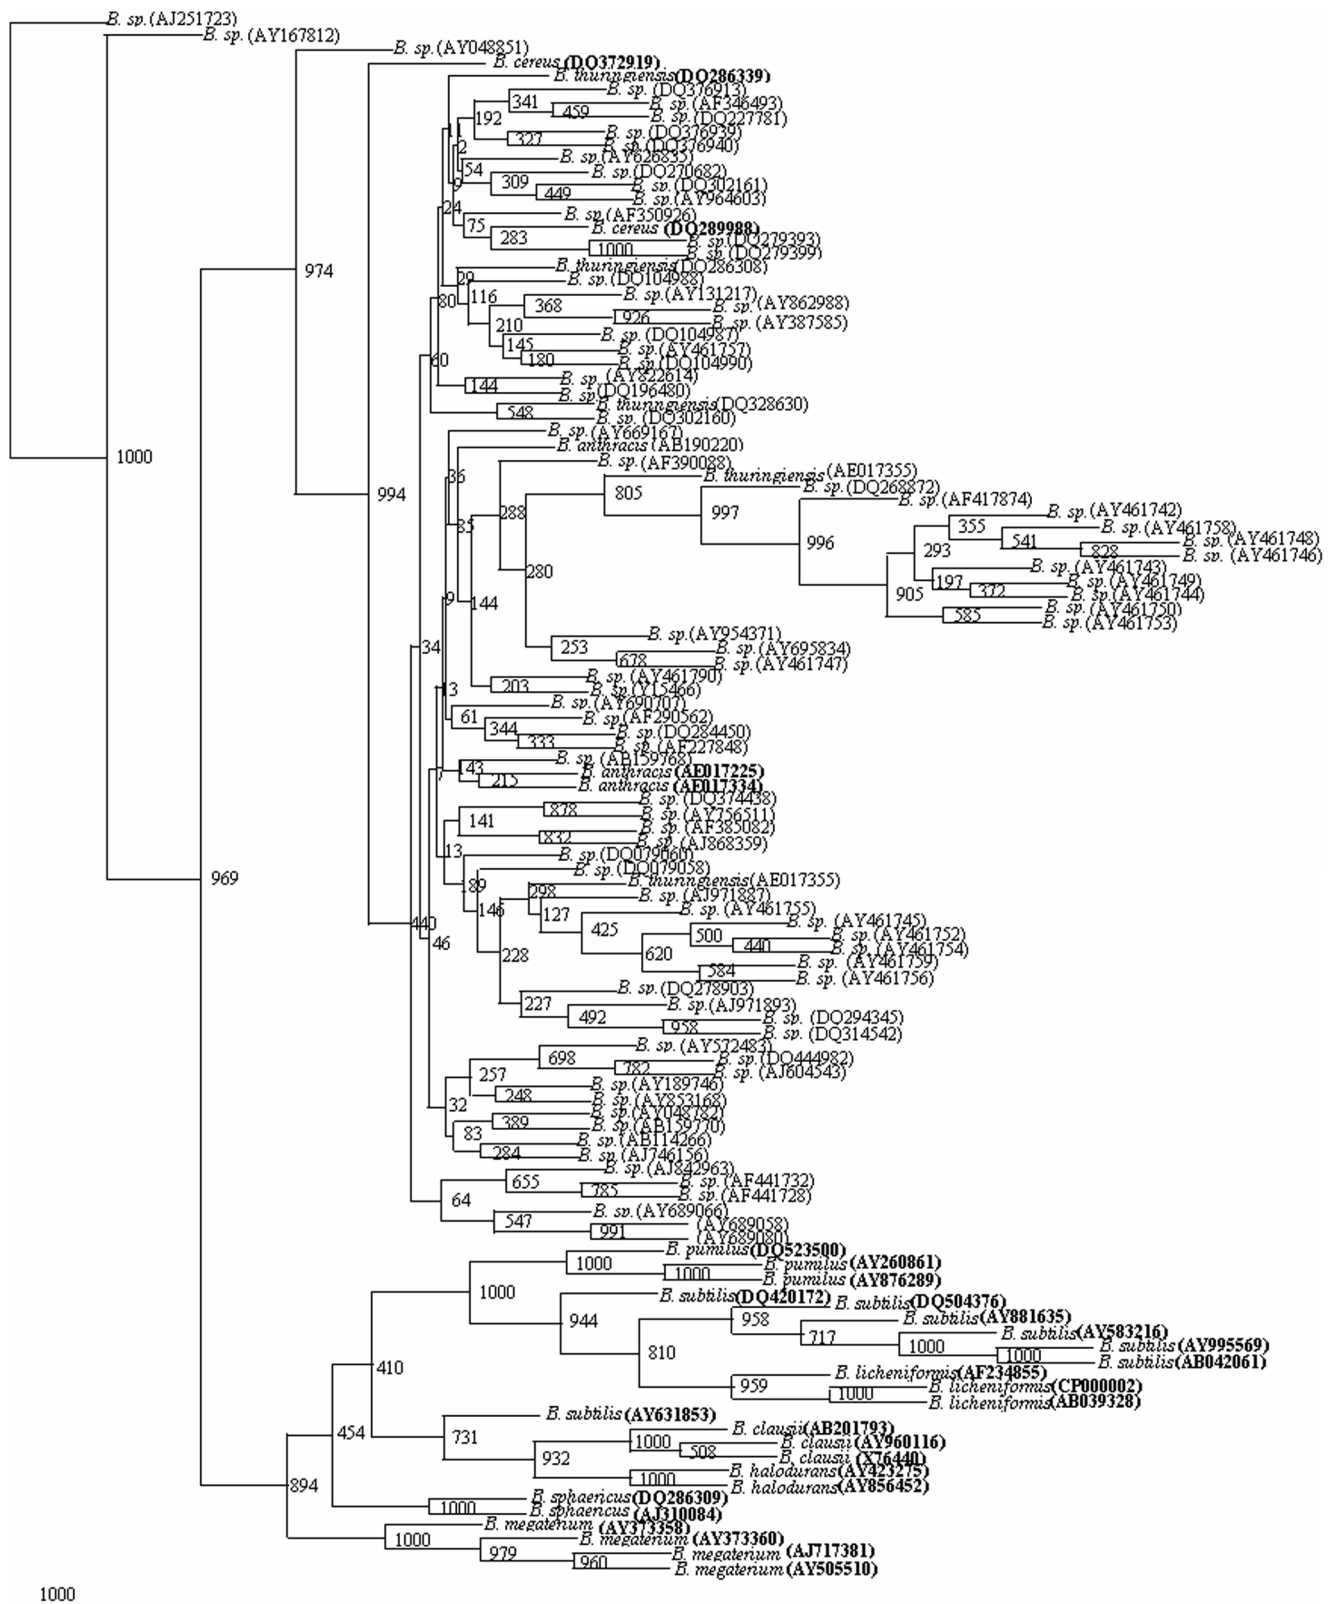 B. sp. (AJ251723)
B. sp. (AY167812)
B. sp. (AY048851)
B. cereus (DQ372919)
B. thuringiensis (DQ286339)
B. sp. (DQ376913)
341
B. sp. (AF346493)
459
B. sp. (DQ227781)
192
B. sp. (DQ376939)
11
327
B. sp. (DQ376940)
2
B. sp. (AY626835)
54
B. sp. (DQ270682)
9
309
B. sp. (DQ302161)
449
B. sp. (AY964603)
24
B. sp. (AF350926)
75
B. cereus (DQ289988)
283
B. sp. (DQ279393)
1000
B. sp. (DQ279399)
B. thuringiensis (DQ286308)
974
29
B. sp. (DQ104988)
80
116
B. sp. (AY131217)
368
B. sp. (AY862988)
926
B. sp. (AY387585)
210
B. sp. (DQ104987)
145
B. sp. (AY461757)
60
180
B. sp. (DQ104990)
B. sp. (AY822614)
144
B. sp. (DQ196480)
B. thuringiensis (DQ328630)
548
B. sp. (DQ302160)
B. sp. (AY669167)
B. anthracis (AB190220)
1000
B. sp. (AF390088)
36
B. thuringiensis (AE017355)
B. sp. (DQ268872)
994
805
B. sp. (AF417874)
288
997
B. sp. (AY461742)
85
355
B. sp. (AY461758)
541
B. sp. (AY461748)
996
293
828
B. sp. (AY461746)
280
B. sp. (AY461743)
197
B. sp. (AY461749)
905
372
B. sp. (AY461744)
9
144
B. sp. (AY461750)
585
B. sp. (AY461753)
34
B. sp. (AY954371)
253
B. sp. (AY695834)
678
B. sp. (AY461747)
B. sp. (AY461790)
3
203
B. sp. (Y15466)
B. sp. (AY690707)
61
B. sp. (AF290562)
344
B. sp. (DQ284450)
333
B. sp. (AF227848)
B. sp. (AB159768)
7
143
B. anthracis (AE017225)
215
B. anthracis (AE017334)
B. sp. (DQ374438)
878
B. sp. (AY756511)
141
B. sp. (AF385082)
832
B. sp. (AJ868359)
13
B. sp. (DQ079060)
B. sp. (DQ079058)
969
189
B. thuringiensis (AE017355)
298
B. sp. (AJ971887)
146
127
B. sp. (AY461755)
440
425
B. sp. (AY461745)
500
B. sp. (AY461752)
46
440
B. sp. (AY461754)
228
620
B. sp. (AY461759)
584
B. sp. (AY461756)
B. sp. (DQ278903)
227
B. sp. (AJ971893)
492
B. sp. (DQ294345)
958
B. sp. (DQ314542)
B. sp. (AY572483)
698
B. sp. (DQ444982)
782
B. sp. (AJ604543)
257
B. sp. (AY189746)
248
B. sp. (AY853168)
32
B. sp. (AY048782)
389
B. sp. (AB159770)
83
B. sp. (AB114266)
284
B. sp. (AJ746156)
B. sp. (AJ842963)
655
B. sp. (AF441732)
785
B. sp. (AF441728)
64
B. sp. (AY689066)
547
(AY689058)
991
(AY689080)
B. pumilus (DQ523500)
1000
B. pumilus (AY260861)
1000
B. pumilus (AY876289)
1000
B. subtilis (DQ420172)
B. subtilis (DQ504376)
944
958
B. subtilis (AY881635)
717
B. subtilis (AY583216)
1000
B. subtilis (AY995569)
810
1000
B. subtilis (AB042061)
410
B. licheniformis (AF234855)
959
B. licheniformis (CP000002)
1000
B. licheniformis (AB039328)
B. subtilis (AY631853)
454
731
B. clausii (AB201793)
1000
B. clausii (AY960116)
932
508
B. clausii (X76440)
B. halodurans (AY423275)
894
1000
B. halodurans (AY856452)
B. sphaericus (DQ286309)
1000
B. sphaericus (AJ310084)
B. megaterium (AY373358)
1000
B. megaterium (AY373360)
979
B. megaterium (AJ717381)
960
B. megaterium (AY505510)
1000